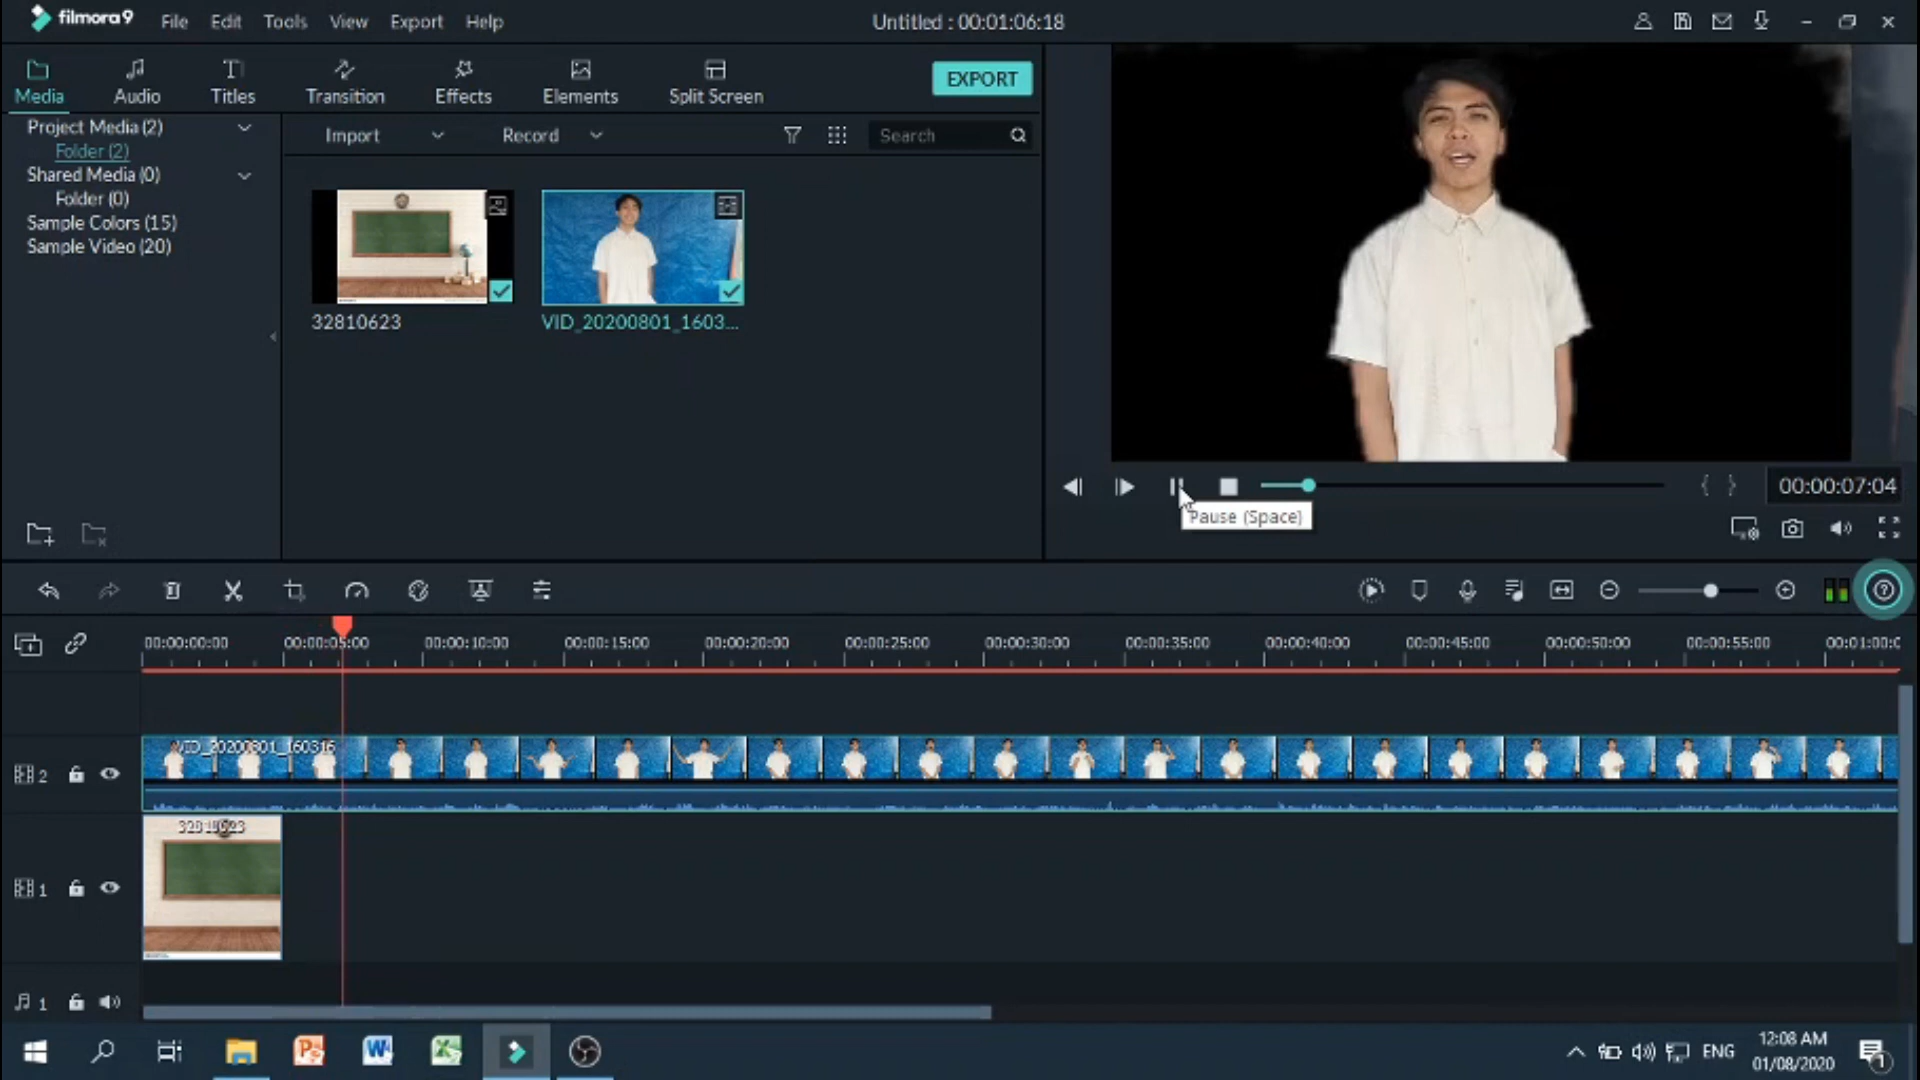 filmora9 File Edit Tools View Export Help Untitled : 00:01:06:18
Media Audio Titles Transition Effects Elements Split Screen EXPORT
Project Media (2)
Folder (2)
Shared Media (0)
Folder (0)
Sample Colors (15)
Sample Video (20)
Import Record Search
32810623 VID_20200801_1603...
00:00:07:04
Pause (Space)
00:00:00:00 00:00:05:00 00:00:10:00 00:00:15:00 00:00:20:00 00:00:25:00 00:00:30:00 00:00:35:00 00:00:40:00 00:00:45:00 00:00:50:00 00:00:55:00 00:01:00:0
VID_20200801_160316
2
32810623
1
1
ENG 12:08 AM
01/08/2020
1